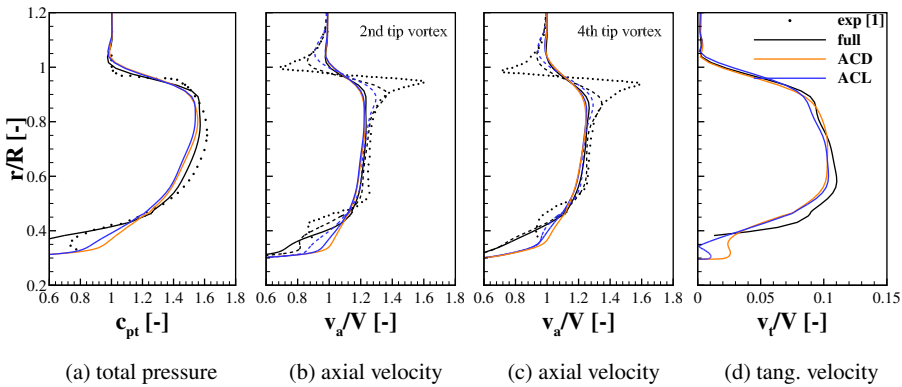 r/R [-]
1.2
1
0.8
0.6
0.4
0.2
0.6 0.8 1 1.2 1.4 1.6 1.8
c_pt [-]
2nd tip vortex
0.6 0.8 1 1.2 1.4 1.6 1.8
v_a/V [-]
4th tip vortex
0.6 0.8 1 1.2 1.4 1.6 1.8
v_a/V [-]
exp [1]
full
ACD
ACL
0 0.05 0.1 0.15
v_t/V [-]
(a) total pressure (b) axial velocity (c) axial velocity (d) tang. velocity